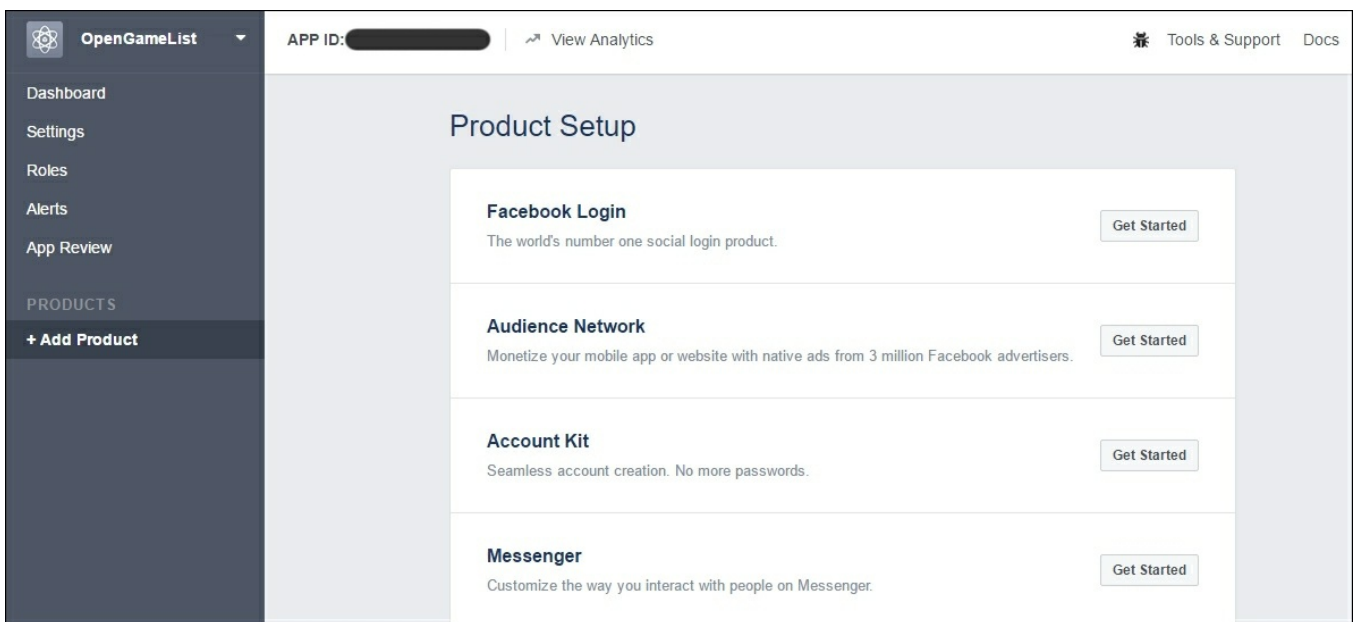 OpenGameList
APP ID:
View Analytics
Tools & Support
Docs
Dashboard
Settings
Roles
Alerts
App Review
PRODUCTS
+ Add Product
Product Setup
Facebook Login
The world's number one social login product.
Get Started
Audience Network
Monetize your mobile app or website with native ads from 3 million Facebook advertisers.
Get Started
Account Kit
Seamless account creation. No more passwords.
Get Started
Messenger
Customize the way you interact with people on Messenger.
Get Started